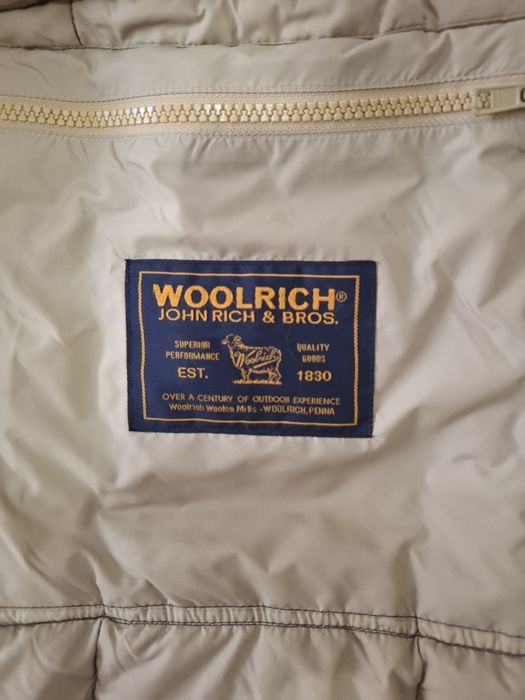 WOOLRICH®
JOHN RICH & BROS.
SUPERIOR
PERFORMANCE
Woolrich
QUALITY
GOODS
EST. 1830
OVER A CENTURY OF OUTDOOR EXPERIENCE
Woolrich Woolen Mills - WOOLRICH, PENNA